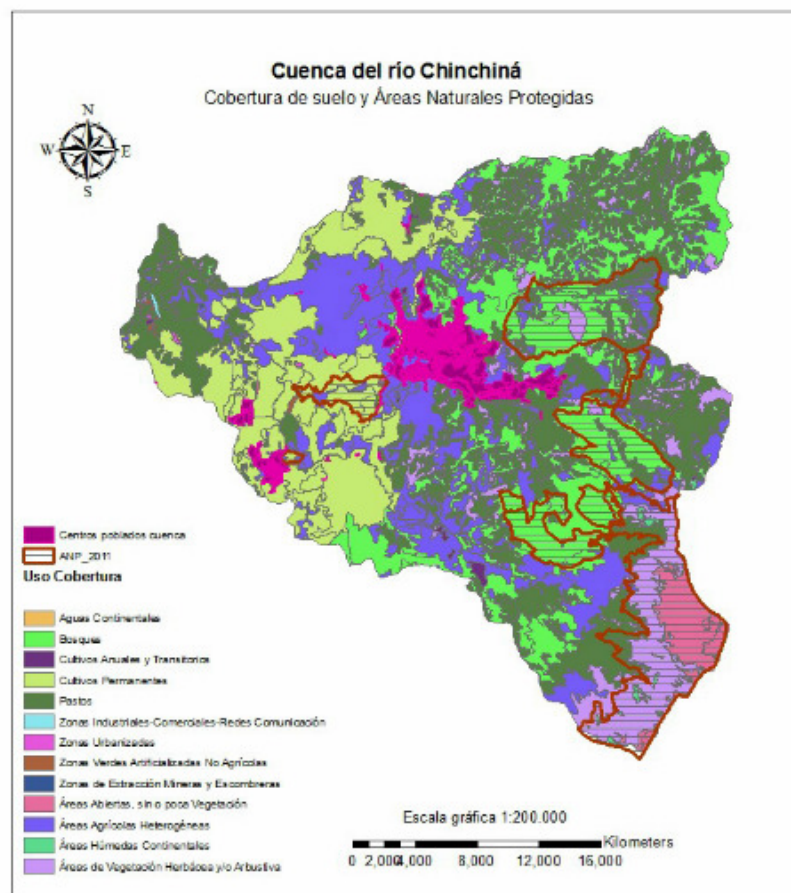 Cuenca del río Chinchiná
Cobertura de suelo y Áreas Naturales Protegidas
N
W E
S
Centros poblados cuenca
ANP_2011
Uso Cobertura
Aguas Continentales
Bosques
Cultivos Anuales y Transitorios
Cultivos Permanentes
Pastos
Zonas Industriales-Comerciales-Redes Comunicación
Zonas Urbanizadas
Zonas Verdes Artificializadas No Agrícolas
Zonas de Extracción Mineras y Escombreras
Áreas Abiertas, sin o poca Vegetación
Áreas Agrícolas Heterogéneas
Áreas Húmedas Continentales
Áreas de Vegetación Herbácea y/o Arbustiva
Escala gráfica 1:200.000
Kilometers
0 2,000 4,000 8,000 12,000 16,000